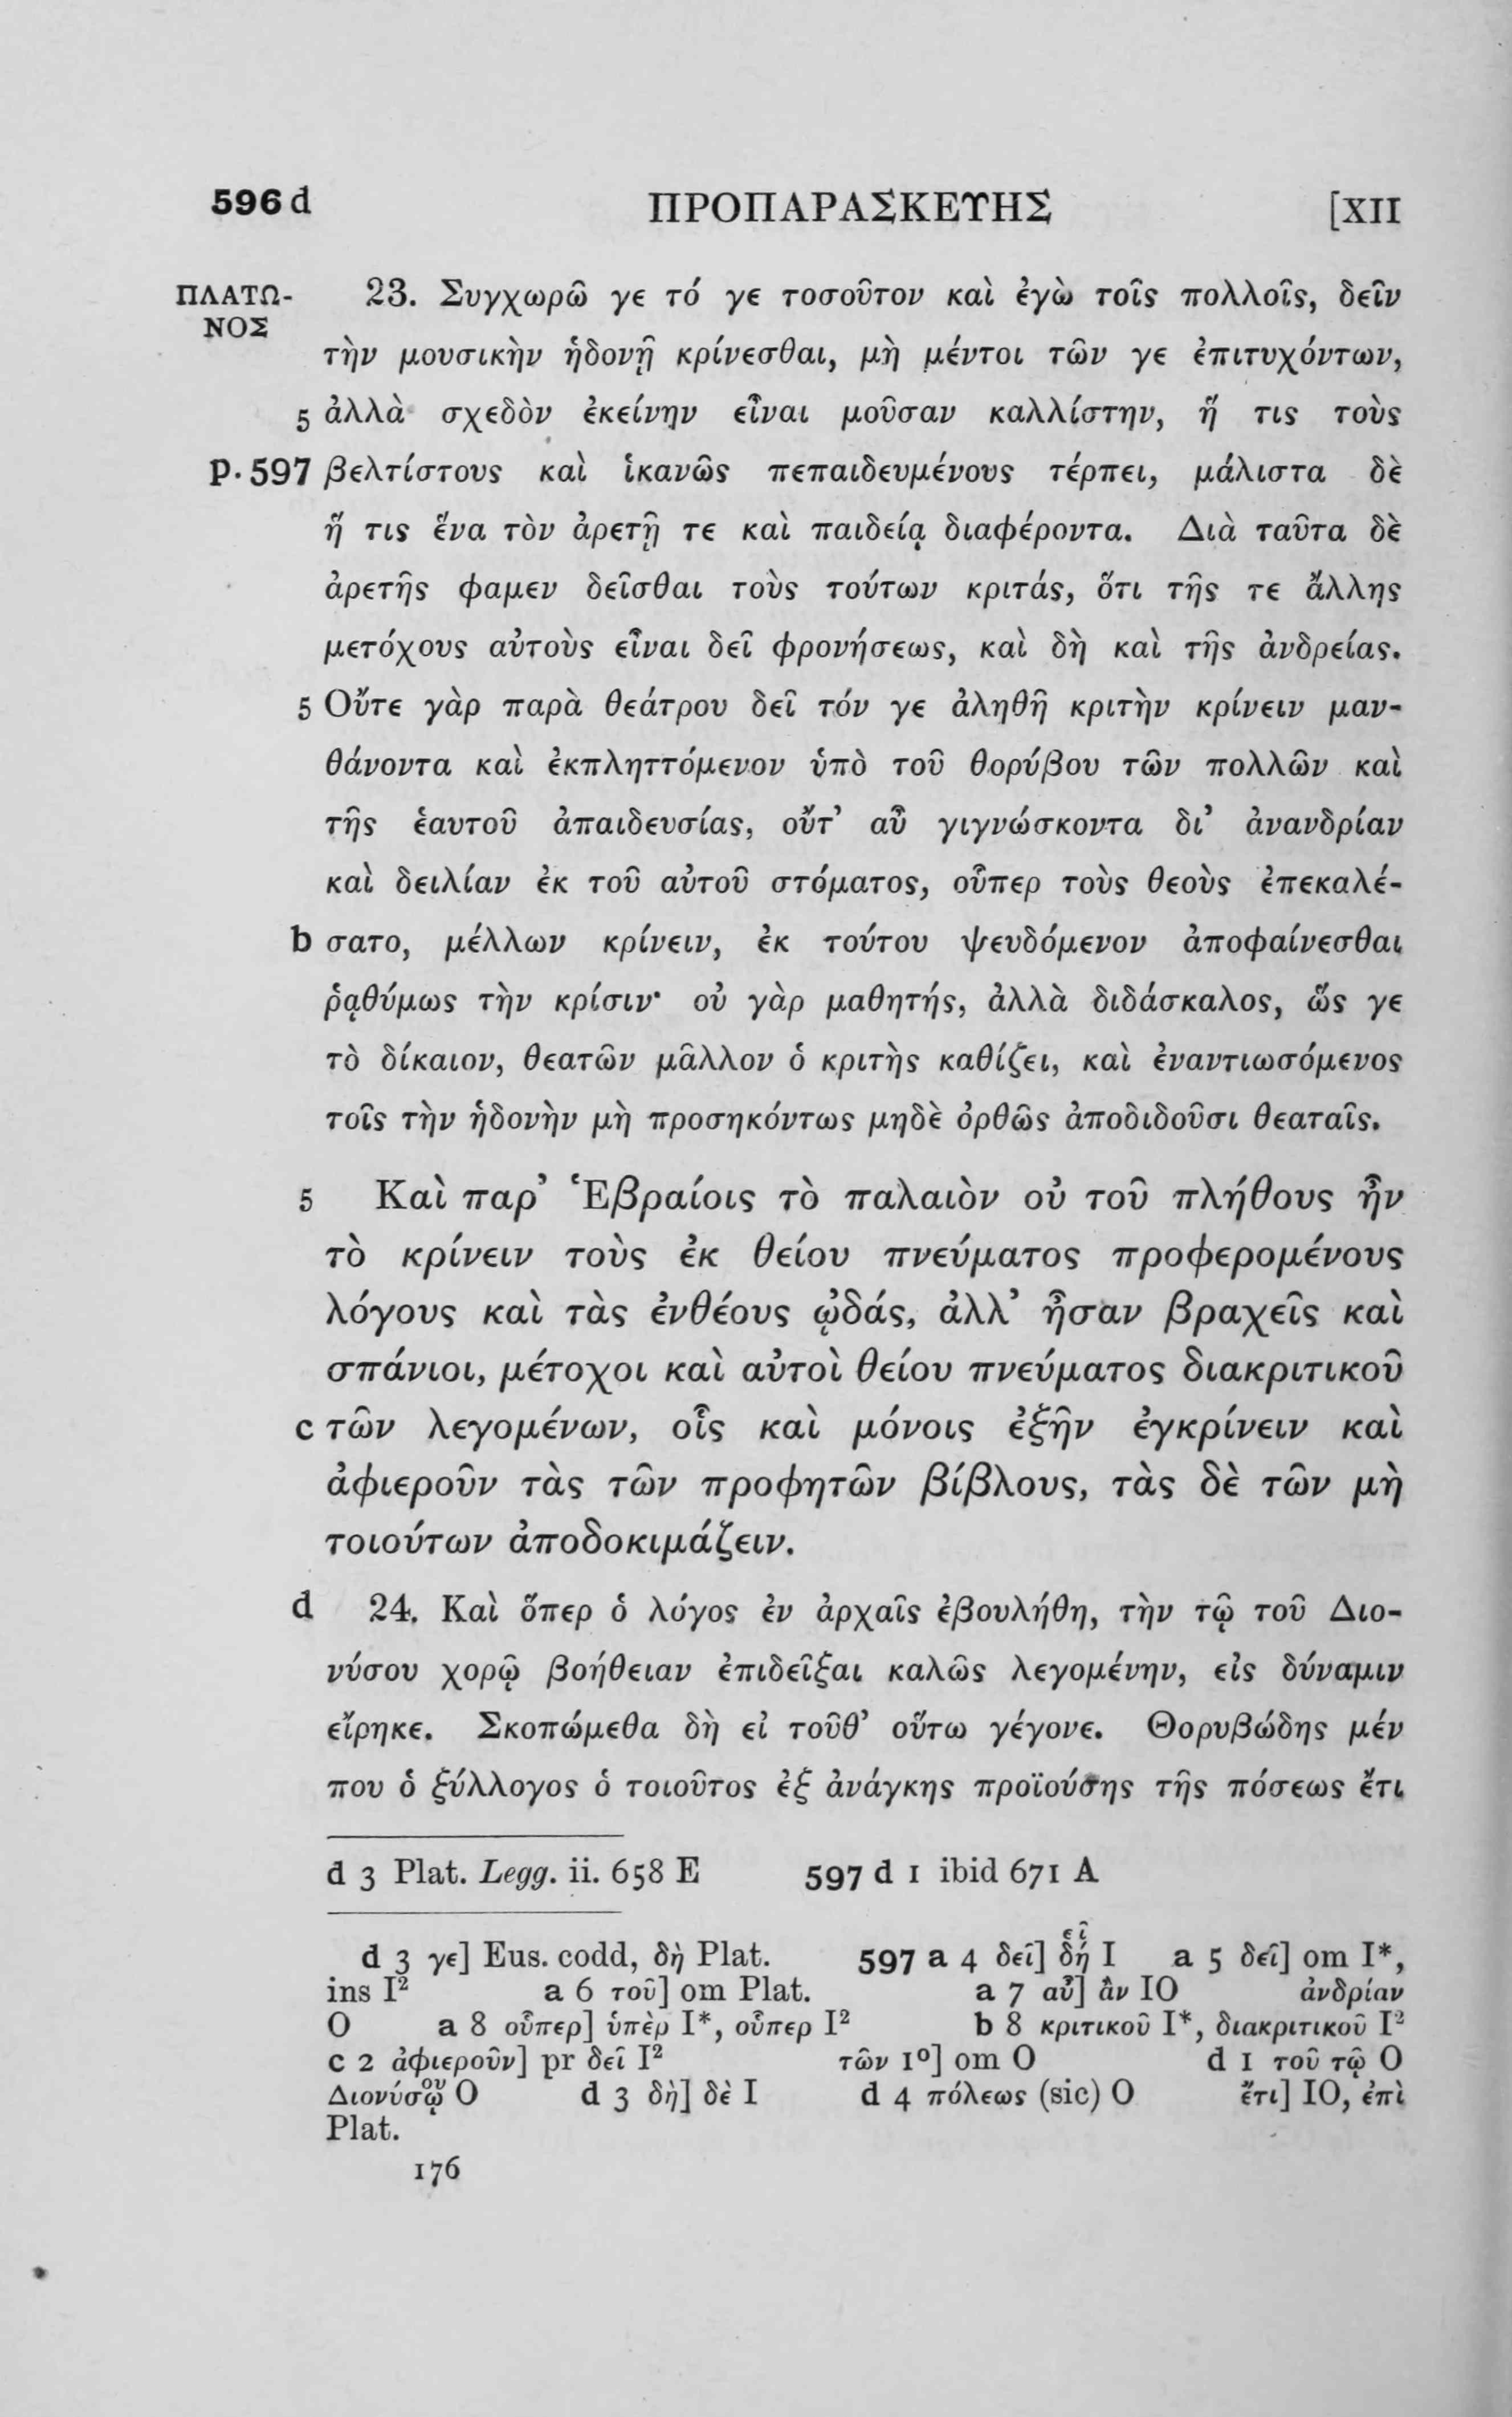 596 d ΠΡΟΠΑΡΑΣΚΕΥΗΣ [XII
ΠΛΑΤΩ- 23. Συγχωρῶ γε τό γε τοσοῦτον καὶ ἐγὼ τοῖς πολλοῖς, δεῖν
ΝΟΣ
τὴν μουσικὴν ἡδονῇ κρίνεσθαι, μὴ μέντοι τῶν γε ἐπιτυχόντων,
5 ἀλλὰ σχεδὸν ἐκείνην εἶναι μοῦσαν καλλίστην, ἥ τις τοὺς
p. 597 βελτίστους καὶ ἱκανῶς πεπαιδευμένους τέρπει, μάλιστα δὲ
ἥ τις ἕνα τὸν ἀρετῇ τε καὶ παιδείᾳ διαφέροντα. Διὰ ταῦτα δὲ
ἀρετῆς φαμεν δεῖσθαι τοὺς τούτων κριτάς, ὅτι τῆς τε ἄλλης
μετόχους αὐτοὺς εἶναι δεῖ φρονήσεως, καὶ δὴ καὶ τῆς ἀνδρείας.
5 Οὔτε γὰρ παρὰ θεάτρου δεῖ τόν γε ἀληθῆ κριτὴν κρίνειν μαν-
θάνοντα καὶ ἐκπληττόμενον ὑπὸ τοῦ θορύβου τῶν πολλῶν καὶ
τῆς ἑαυτοῦ ἀπαιδευσίας, οὔτ’ αὖ γιγνώσκοντα δι’ ἀνανδρίαν
καὶ δειλίαν ἐκ τοῦ αὐτοῦ στόματος, οὗπερ τοὺς θεοὺς ἐπεκαλέ-
b σατο, μέλλων κρίνειν, ἐκ τούτου ψευδόμενον ἀποφαίνεσθαι
ῥᾳθύμως τὴν κρίσιν· οὐ γὰρ μαθητής, ἀλλὰ διδάσκαλος, ὥς γε
τὸ δίκαιον, θεατῶν μᾶλλον ὁ κριτὴς καθίζει, καὶ ἐναντιωσόμενος
τοῖς τὴν ἡδονὴν μὴ προσηκόντως μηδὲ ὀρθῶς ἀποδιδοῦσι θεαταῖς.
5 Καὶ παρ’ Ἑβραίοις τὸ παλαιὸν οὐ τοῦ πλήθους ἦν
τὸ κρίνειν τοὺς ἐκ θείου πνεύματος προφερομένους
λόγους καὶ τὰς ἐνθέους ᾠδάς, ἀλλ’ ἦσαν βραχεῖς καὶ
σπάνιοι, μέτοχοι καὶ αὐτοὶ θείου πνεύματος διακριτικοῦ
c τῶν λεγομένων, οἷς καὶ μόνοις ἐξῆν ἐγκρίνειν καὶ
ἀφιεροῦν τὰς τῶν προφητῶν βίβλους, τὰς δὲ τῶν μὴ
τοιούτων ἀποδοκιμάζειν.
d 24. Καὶ ὅπερ ὁ λόγος ἐν ἀρχαῖς ἐβουλήθη, τὴν τῷ τοῦ Διο-
νύσου χορῷ βοήθειαν ἐπιδεῖξαι καλῶς λεγομένην, εἰς δύναμιν
εἴρηκε. Σκοπώμεθα δὴ εἰ τοῦθ’ οὕτω γέγονε. Θορυβώδης μέν
που ὁ ξύλλογος ὁ τοιοῦτος ἐξ ἀνάγκης προϊούσης τῆς πόσεως ἔτι
d 3 Plat. Legg. ii. 658 E 597 d 1 ibid 671 A
d 3 γε] Eus. codd, δὴ Plat. 597 a 4 δεῖ] δή εῖ I a 5 δεῖ] om I*,
ins I² a 6 τοῦ] om Plat. a 7 αὖ] ἂν IO ἀνδρίαν
O a 8 οὗπερ] ὑπὲρ I*, οὗπερ I² b 8 κριτικοῦ I*, διακριτικοῦ I²
c 2 ἀφιεροῦν] pr δεῖ I² τῶν 1°] om O d 1 τοῦ τῷ O
Διονύσῳ ου O d 3 δὴ] δὲ I d 4 πόλεως (sic) O ἔτι] IO, ἐπὶ
Plat.
176